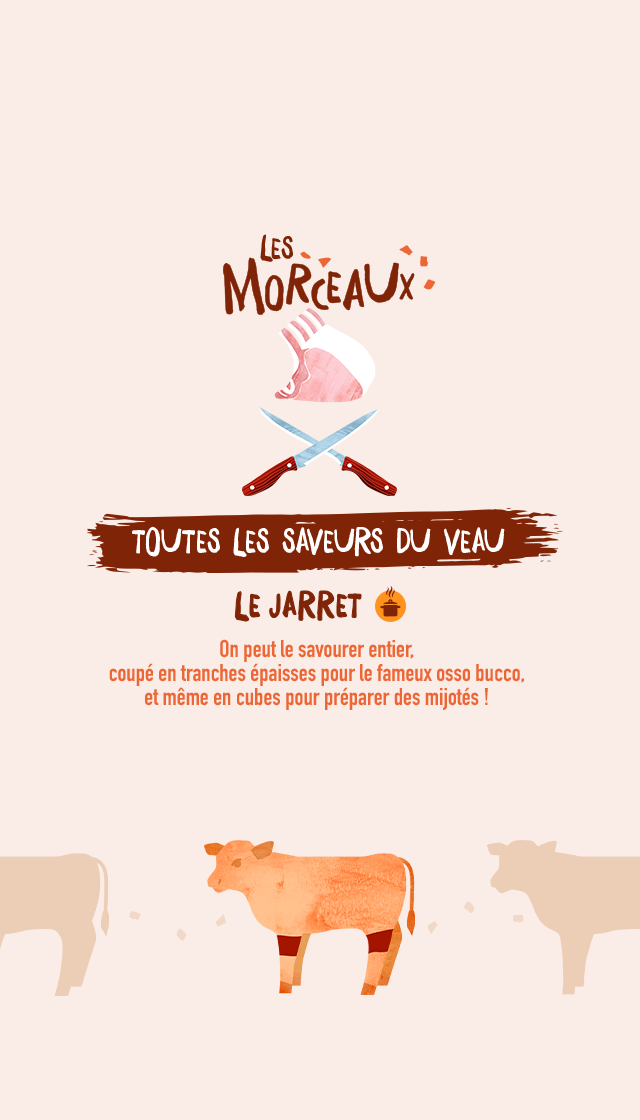 LES
MORCEAUX
TOUTES LES SAVEURS DU VEAU
LE JARRET
On peut le savourer entier,
coupé en tranches épaisses pour le fameux osso bucco,
et même en cubes pour préparer des mijotés !